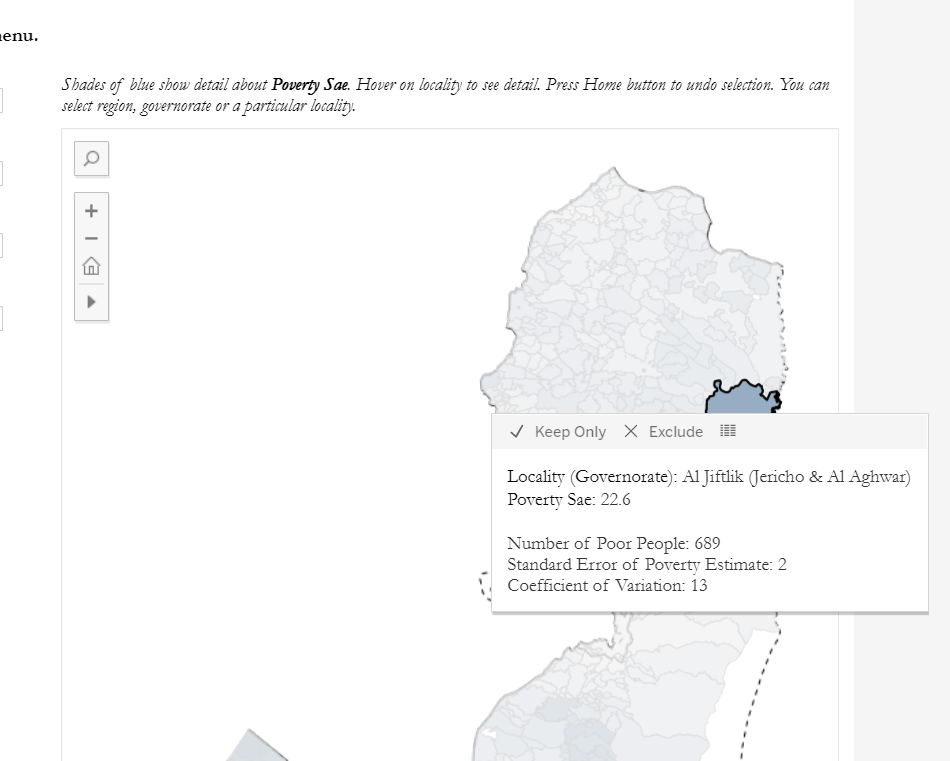 enu.
Shades of blue show detail about Poverty Sae. Hover on locality to see detail. Press Home button to undo selection. You can
select region, governorate or a particular locality.
Keep Only Exclude
Locality (Governorate): Al Jiftlik (Jericho & Al Aghwar)
Poverty Sae: 22.6
Number of Poor People: 689
Standard Error of Poverty Estimate: 2
Coefficient of Variation: 13